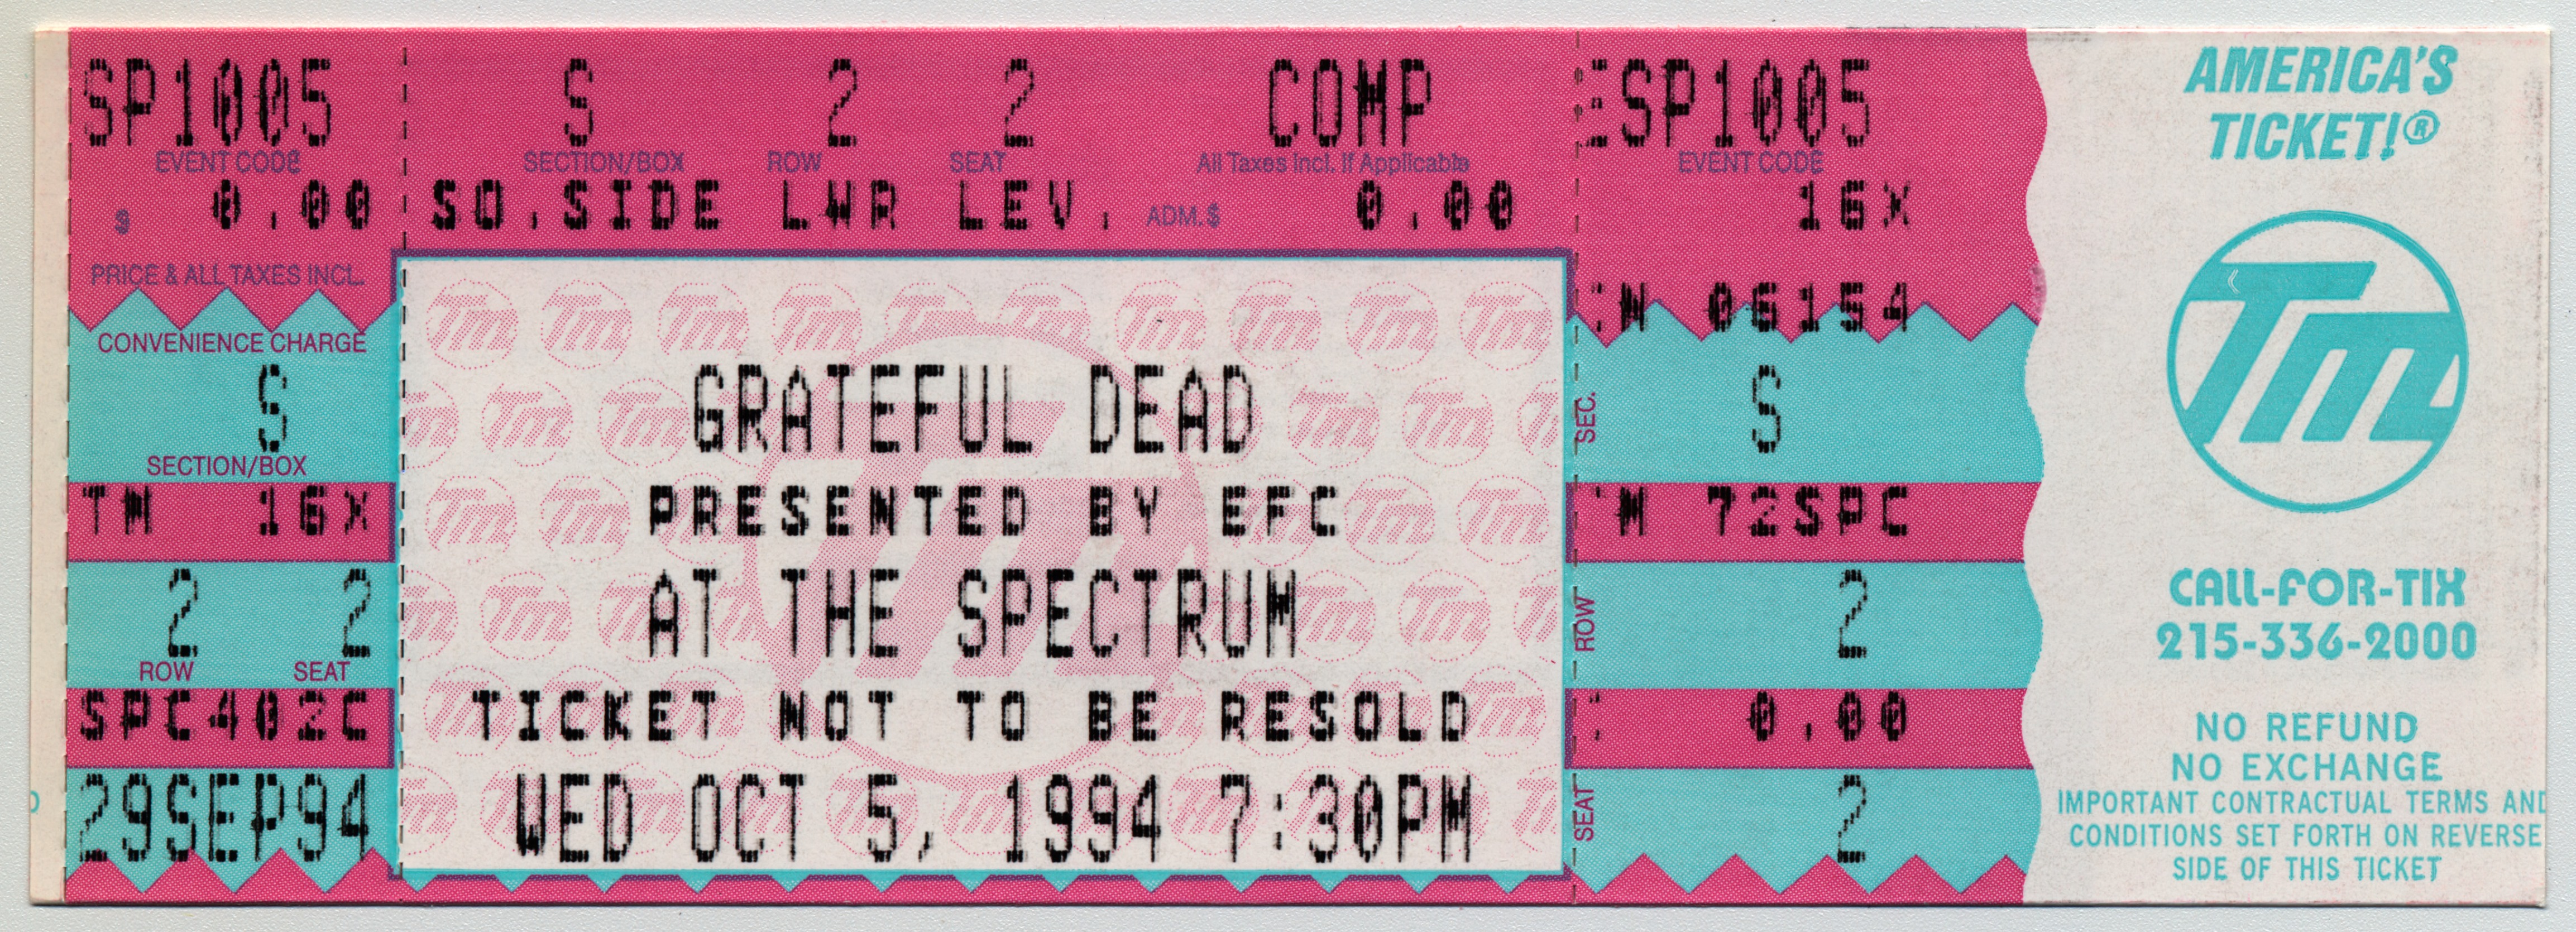 SP1005
EVENT CODE
$ 0.00
PRICE & ALL TAXES INCL.
CONVENIENCE CHARGE
S
SECTION/BOX
TM 16X
2 2
ROW SEAT
SPC402C
29SEP94
S 2 2 COMP
SECTION/BOX ROW SEAT All Taxes Incl. If Applicable
SO.SIDE LWR LEV. ADM.$ 0.00
GRATEFUL DEAD
PRESENTED BY EFC
AT THE SPECTRUM
TICKET NOT TO BE RESOLD
WED OCT 5, 1994 7:30PM
ESP1005
EVENT CODE
16X
06154
SEC. S
72SPC
ROW 2
0.00
SEAT 2
AMERICA'S
TICKET!®
Tm
CALL-FOR-TIX
215-336-2000
NO REFUND
NO EXCHANGE
IMPORTANT CONTRACTUAL TERMS AND
CONDITIONS SET FORTH ON REVERSE
SIDE OF THIS TICKET